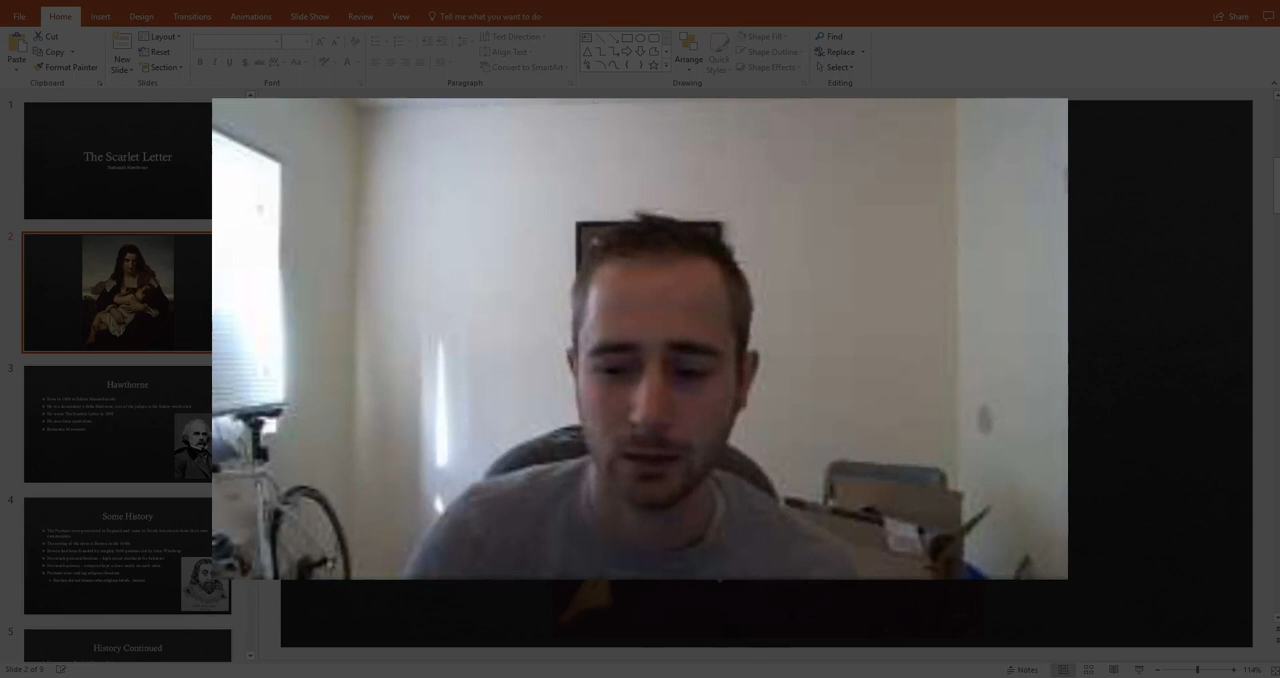 File Home Insert Design Transitions Animations Slide Show Review View Tell me what you want to do Share
Paste
Cut
Copy
Format Painter
Clipboard
New
Slide
Layout
Reset
Section
Slides
Font
Text Direction
Align Text
Convert to SmartArt
Paragraph
Arrange
Quick
Styles
Shape Fill
Shape Outline
Shape Effects
Drawing
Find
Replace
Select
Editing
1
The Scarlet Letter
2
3
Hawthorne
4
Some History
5
History Continued
Slide 2 of 9
Notes
114%